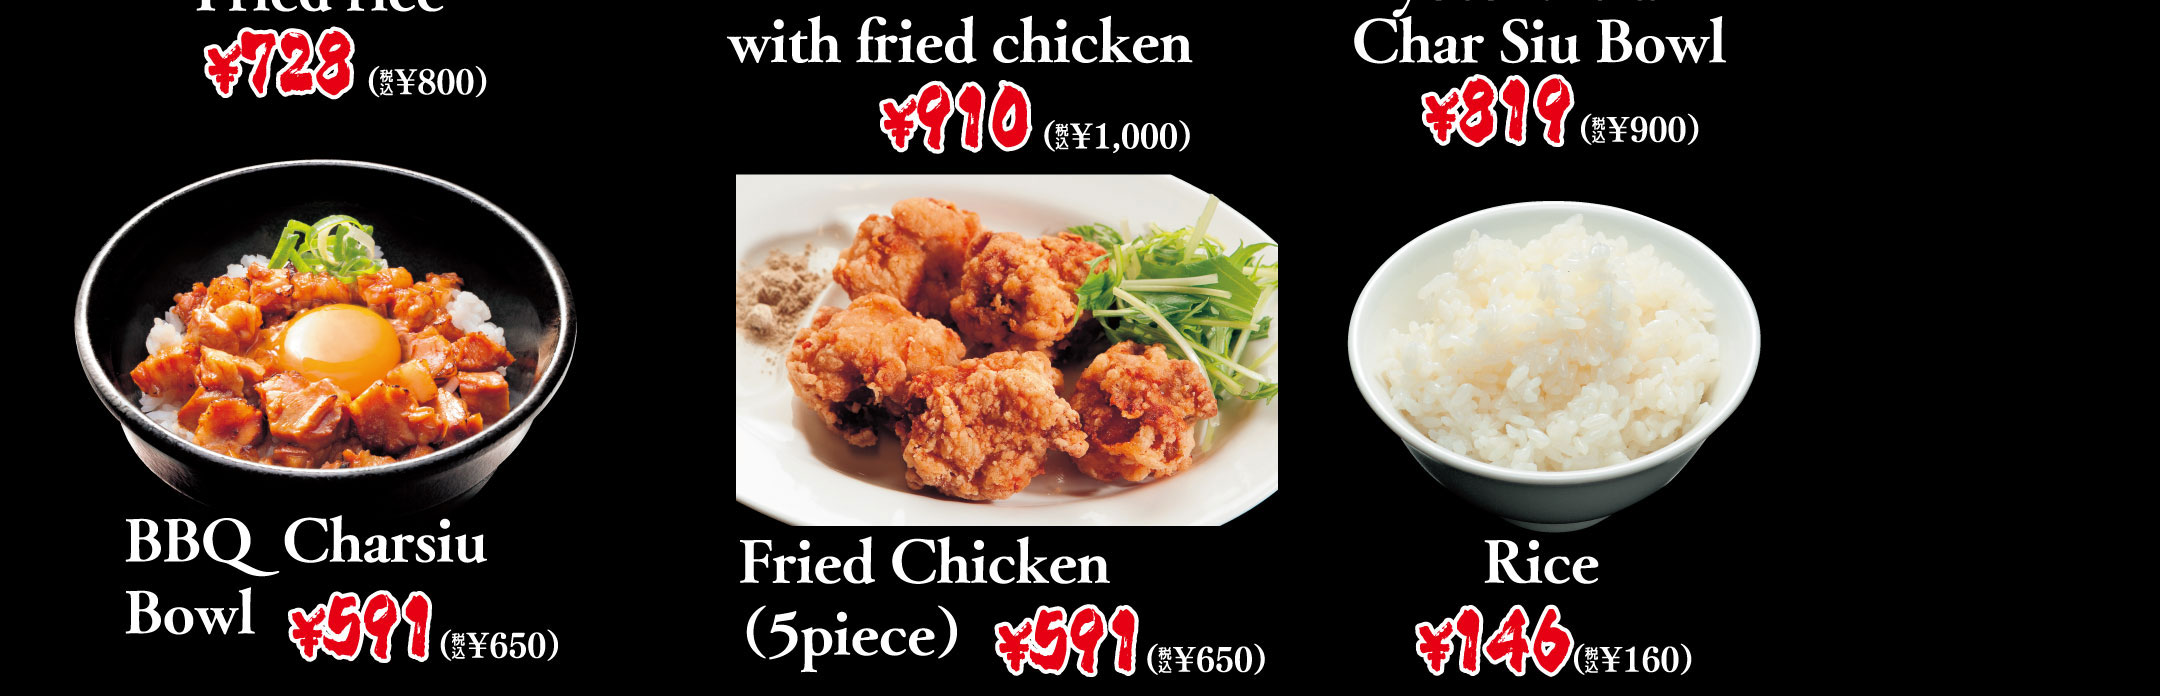 Fried rice
¥728 (税込¥800)
with fried chicken
¥910 (税込¥1,000)
Char Siu Bowl
¥819 (税込¥900)
BBQ Charsiu
Bowl ¥591 (税込¥650)
Fried Chicken
(5piece) ¥591 (税込¥650)
Rice
¥146 (税込¥160)